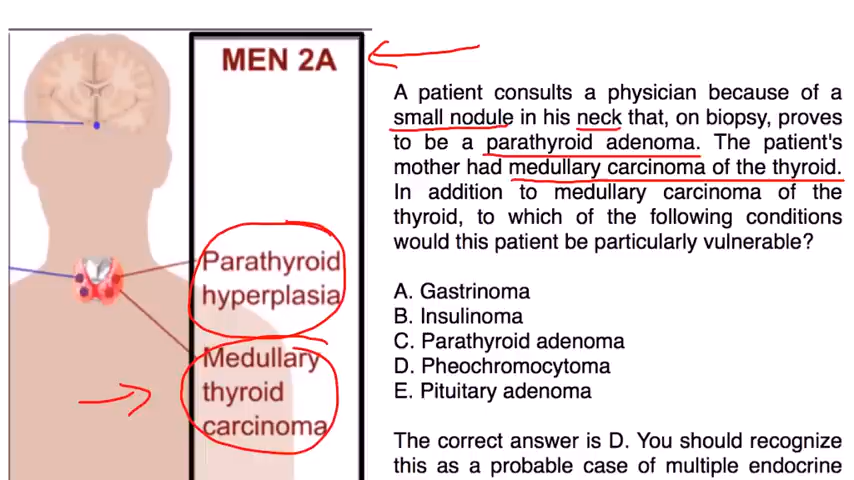 MEN 2A
Parathyroid
hyperplasia
Medullary
thyroid
carcinoma
A patient consults a physician because of a
small nodule in his neck that, on biopsy, proves
to be a parathyroid adenoma. The patient's
mother had medullary carcinoma of the thyroid.
In addition to medullary carcinoma of the
thyroid, to which of the following conditions
would this patient be particularly vulnerable?
A. Gastrinoma
B. Insulinoma
C. Parathyroid adenoma
D. Pheochromocytoma
E. Pituitary adenoma
The correct answer is D. You should recognize
this as a probable case of multiple endocrine